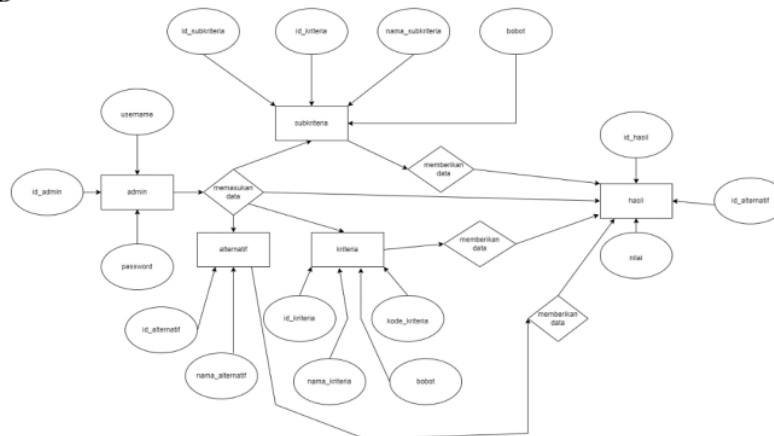 id_subkriteria
id_kriteria
nama_subkriteria
bobot
username
subkriteria
id_hasil
memberikan
data
id_admin
admin
memasukan
data
hasil
id_alternatif
password
alternatif
kriteria
memberikan
data
nilai
id_alternatif
id_kriteria
kode_kriteria
memberikan
data
nama_alternatif
nama_kriteria
bobot